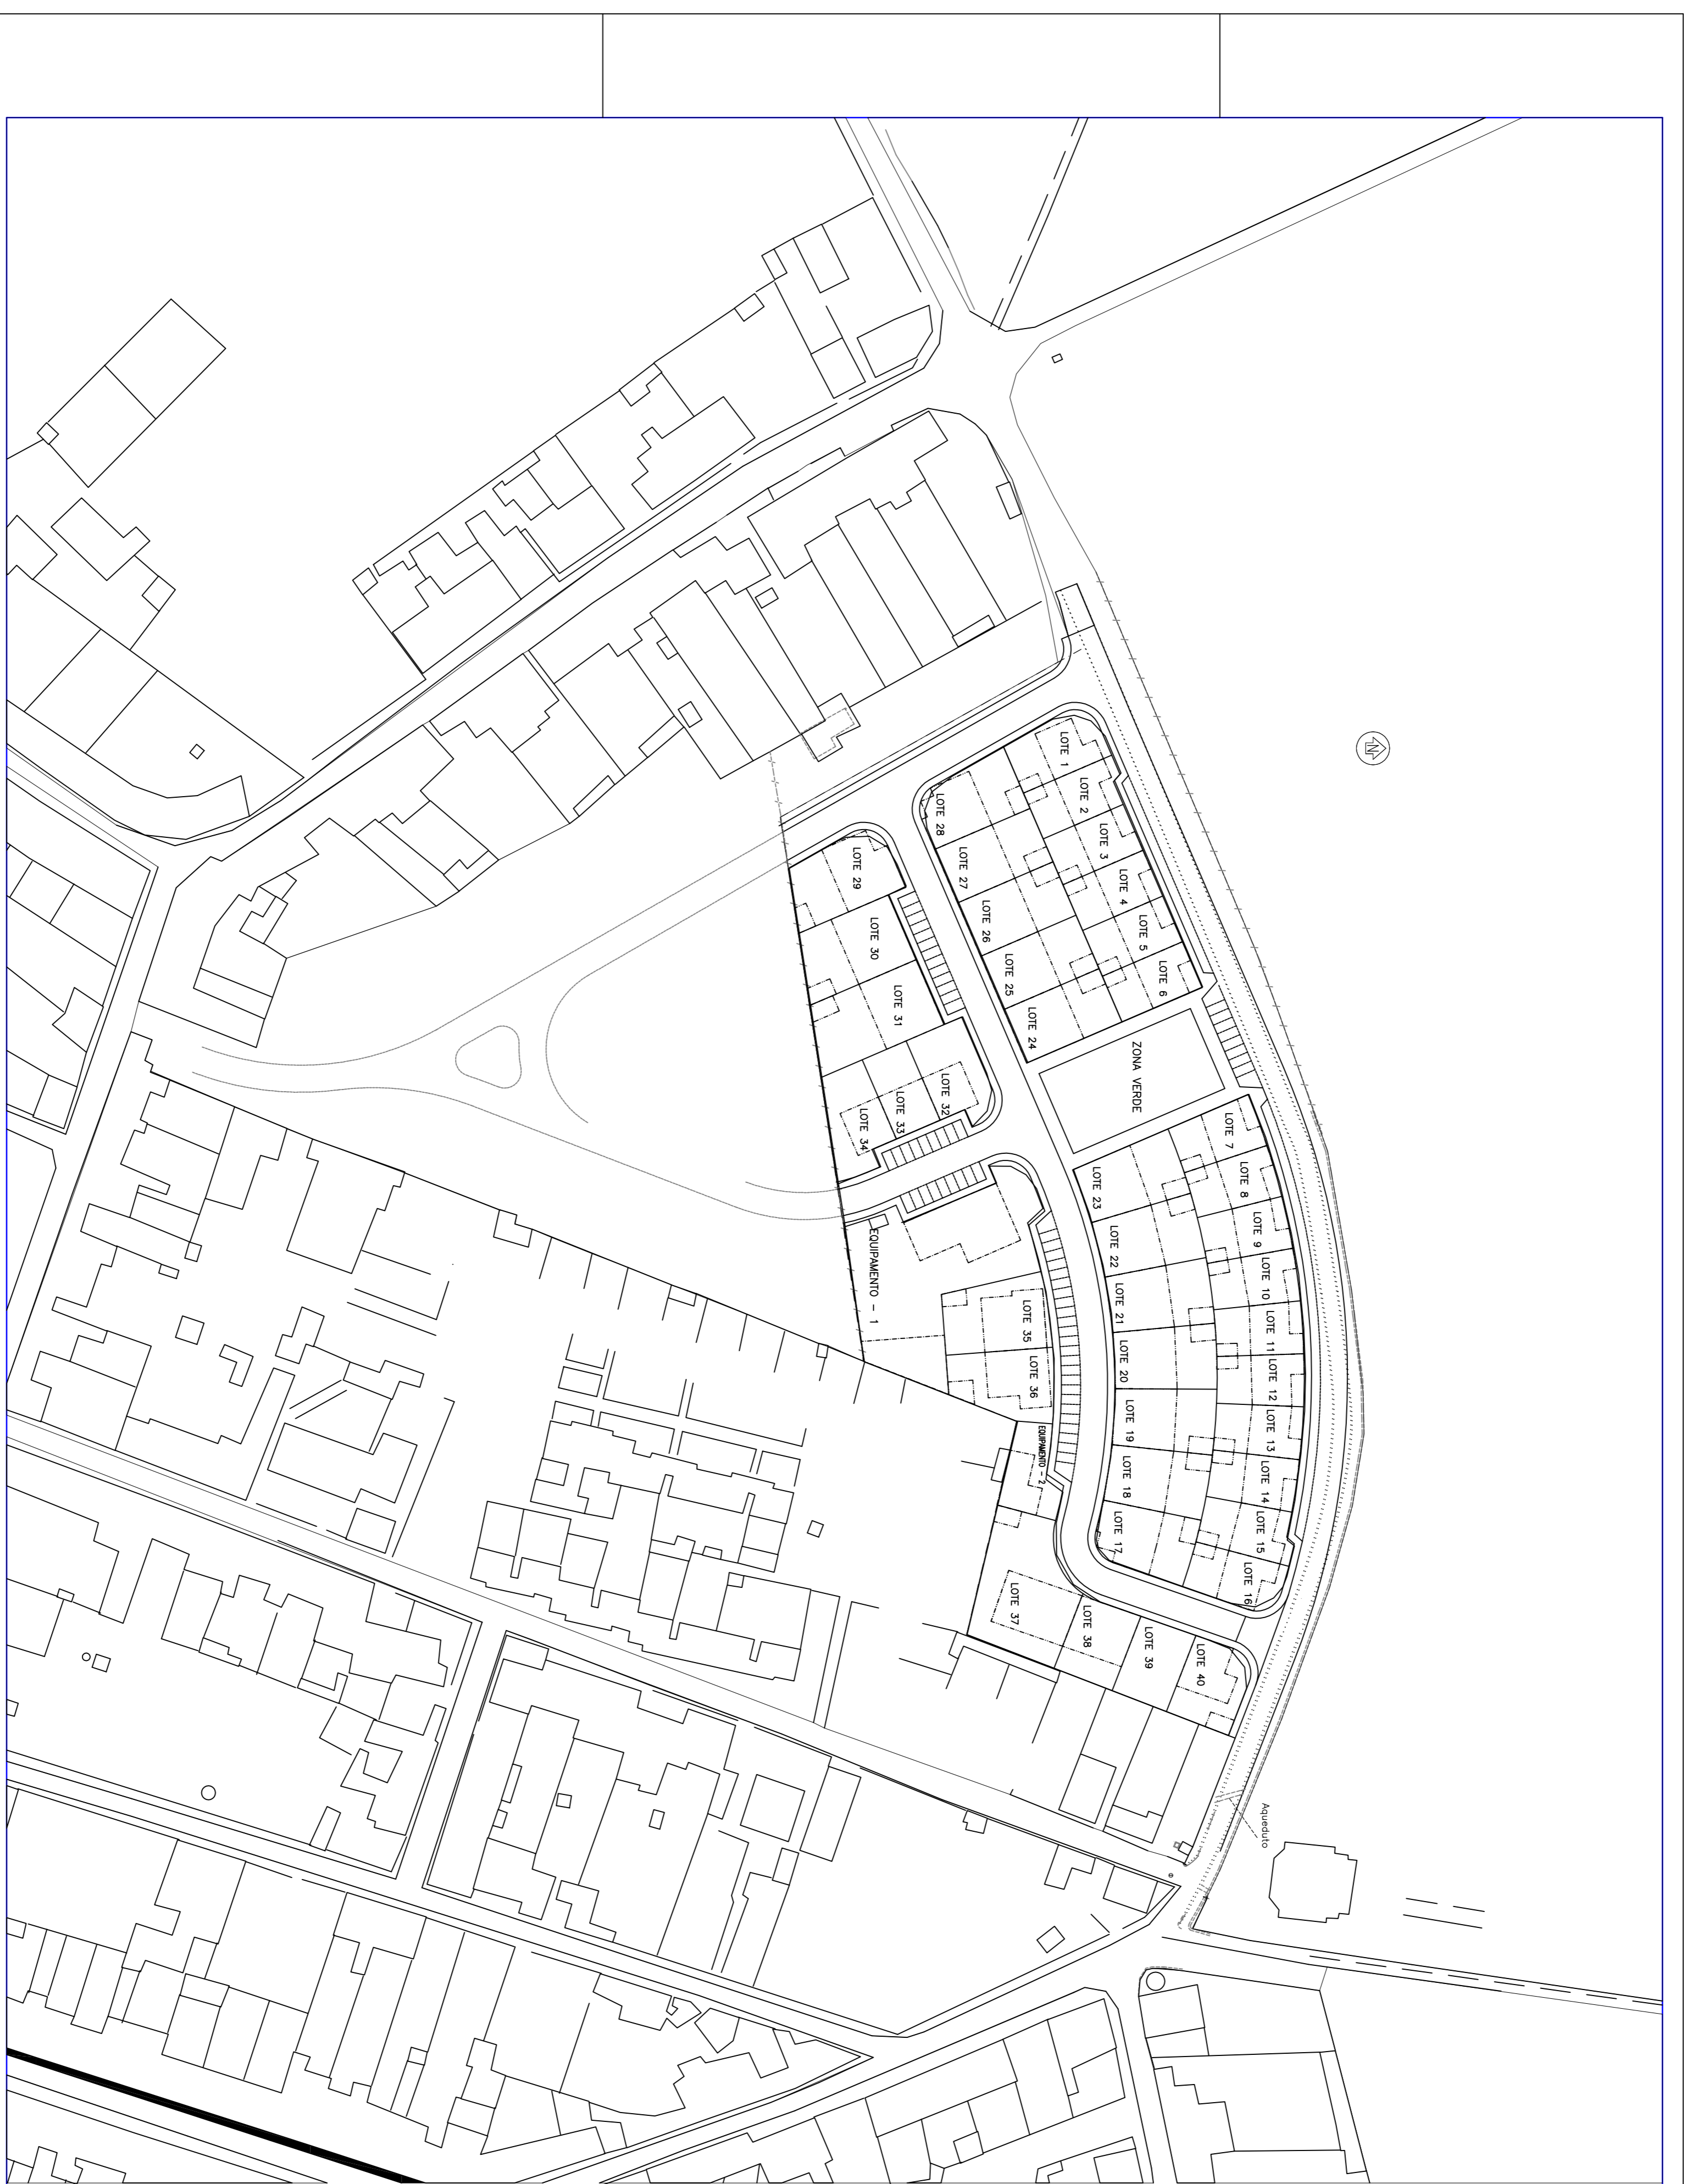 N
LOTE 1
LOTE 2
LOTE 3
LOTE 4
LOTE 5
LOTE 6
LOTE 28
LOTE 27
LOTE 26
LOTE 25
LOTE 24
ZONA VERDE
LOTE 7
LOTE 8
LOTE 9
LOTE 10
LOTE 11
LOTE 12
LOTE 13
LOTE 14
LOTE 15
LOTE 16
LOTE 23
LOTE 22
LOTE 21
LOTE 20
LOTE 19
LOTE 18
LOTE 17
LOTE 29
LOTE 30
LOTE 31
LOTE 32
LOTE 33
LOTE 34
EQUIPAMENTO - 1
LOTE 35
LOTE 36
EQUIPAMENTO 2
LOTE 37
LOTE 38
LOTE 39
LOTE 40
Aqueduto